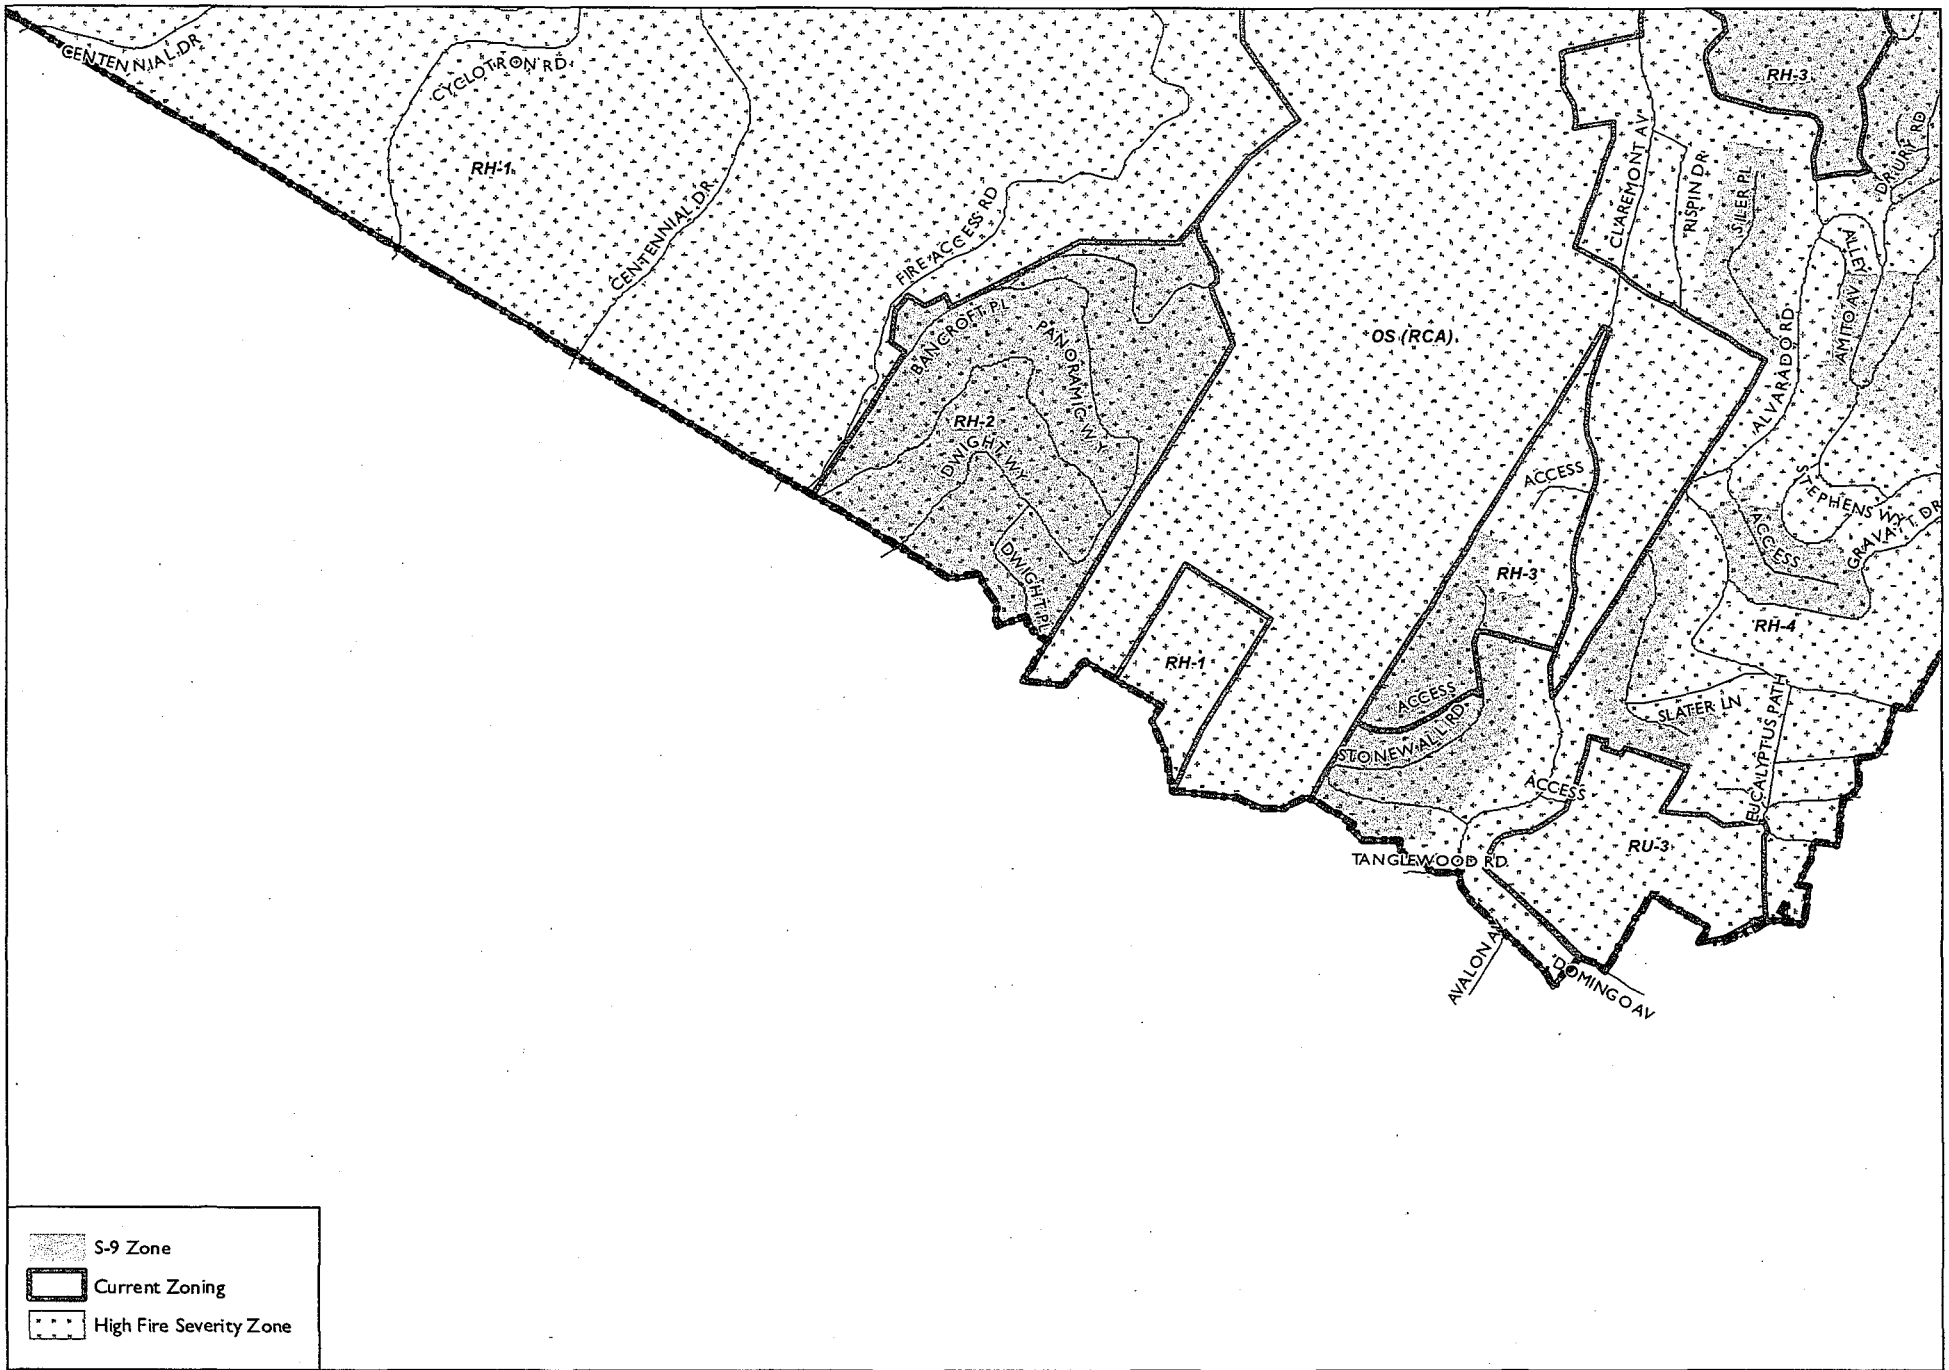 CENTENNIAL DR
CYCLOTRON RD
RH-1
CENTENNIAL DR
FIRE ACCESS RD
BANCROFT PL
PANORAMIC WY
RH-2
DWIGHT WY
DWIGHT PL
RH-1
OS (RCA)
CLAREMONT AV
RISPIN DR
SILER PL
RH-3
DRURY RD
ALLEY
AMITO AV
ALVARADO RD
ACCESS
STEPHENS WY
GRAVATT DR
ACCESS
RH-3
RH-4
ACCESS
STONEWALL RD
SLATER LN
EUCALYPTUS PATH
ACCESS
RU-3
TANGLEWOOD RD
AVALON AV
DOMINGO AV
S-9 Zone
Current Zoning
High Fire Severity Zone